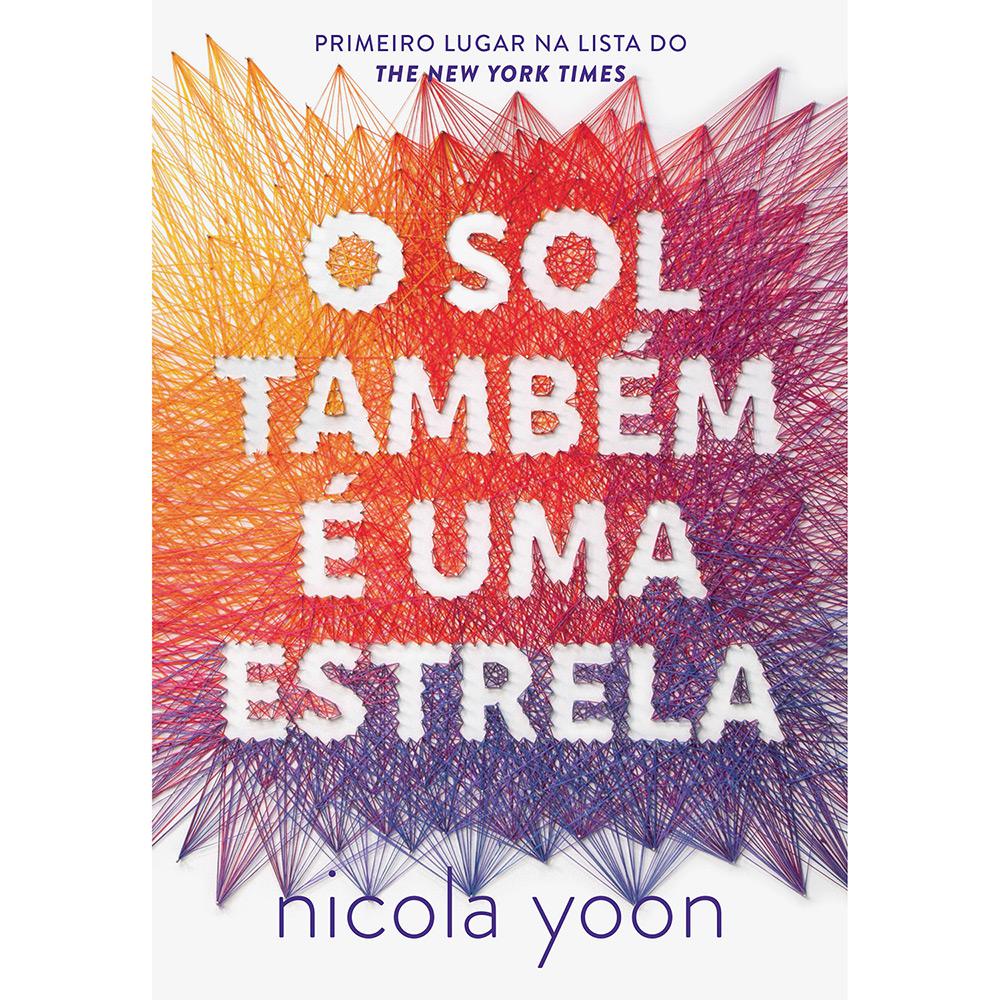 PRIMEIRO LUGAR NA LISTA DO
THE NEW YORK TIMES
O SOL
TAMBÉM
É UMA
ESTRELA
nicola yoon